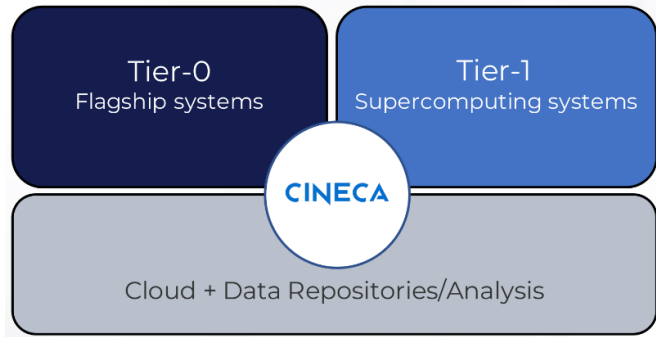 Tier-0
Flagship systems
Tier-1
Supercomputing systems
CINECA
Cloud + Data Repositories/Analysis